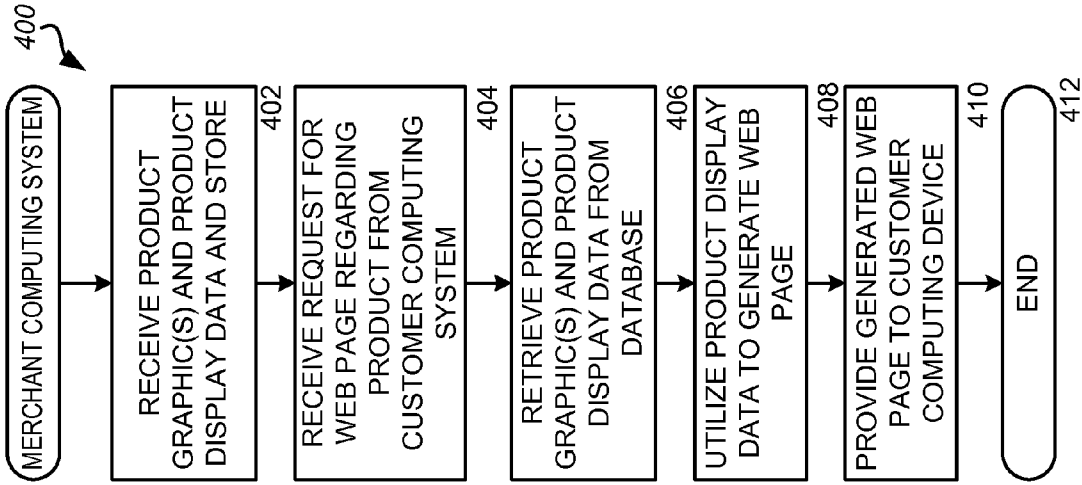 400
MERCHANT COMPUTING SYSTEM
RECEIVE PRODUCT
GRAPHIC(S) AND PRODUCT
DISPLAY DATA AND STORE
402
RECEIVE REQUEST FOR
WEB PAGE REGARDING
PRODUCT FROM
CUSTOMER COMPUTING
SYSTEM
404
RETRIEVE PRODUCT
GRAPHIC(S) AND PRODUCT
DISPLAY DATA FROM
DATABASE
406
UTILIZE PRODUCT DISPLAY
DATA TO GENERATE WEB
PAGE
408
PROVIDE GENERATED WEB
PAGE TO CUSTOMER
COMPUTING DEVICE
410
END
412